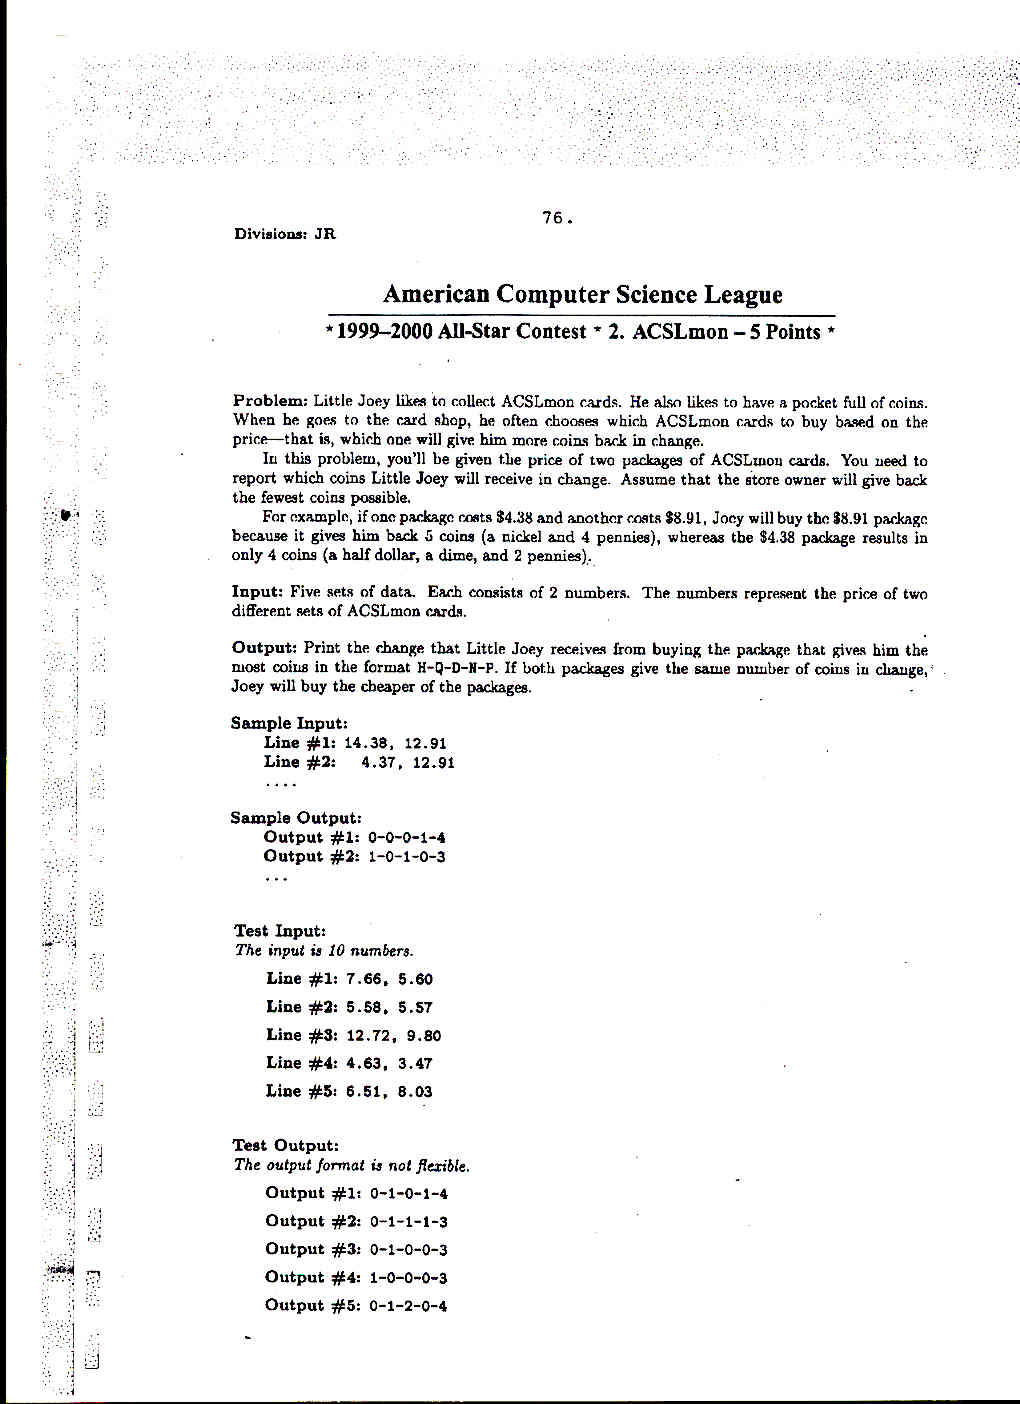 76.
Divisions: JR
American Computer Science League
* 1999–2000 All-Star Contest * 2. ACSLmon – 5 Points *
Problem: Little Joey likes to collect ACSLmon cards. He also likes to have a pocket full of coins.
When he goes to the card shop, he often chooses which ACSLmon cards to buy based on the
price—that is, which one will give him more coins back in change.
In this problem, you'll be given the price of two packages of ACSLmon cards. You need to
report which coins Little Joey will receive in change. Assume that the store owner will give back
the fewest coins possible.
For example, if one package costs $4.38 and another costs $8.91, Joey will buy the $8.91 package
because it gives him back 5 coins (a nickel and 4 pennies), whereas the $4.38 package results in
only 4 coins (a half dollar, a dime, and 2 pennies).
Input: Five sets of data. Each consists of 2 numbers. The numbers represent the price of two
different sets of ACSLmon cards.
Output: Print the change that Little Joey receives from buying the package that gives him the
most coins in the format H-Q-D-N-P. If both packages give the same number of coins in change,
Joey will buy the cheaper of the packages.
Sample Input:
Line #1: 14.38, 12.91
Line #2: 4.37, 12.91
....
Sample Output:
Output #1: 0-0-0-1-4
Output #2: 1-0-1-0-3
...
Test Input:
The input is 10 numbers.
Line #1: 7.66, 5.60
Line #2: 5.58, 5.57
Line #3: 12.72, 9.80
Line #4: 4.63, 3.47
Line #5: 6.51, 8.03
Test Output:
The output format is not flexible.
Output #1: 0-1-0-1-4
Output #2: 0-1-1-1-3
Output #3: 0-1-0-0-3
Output #4: 1-0-0-0-3
Output #5: 0-1-2-0-4